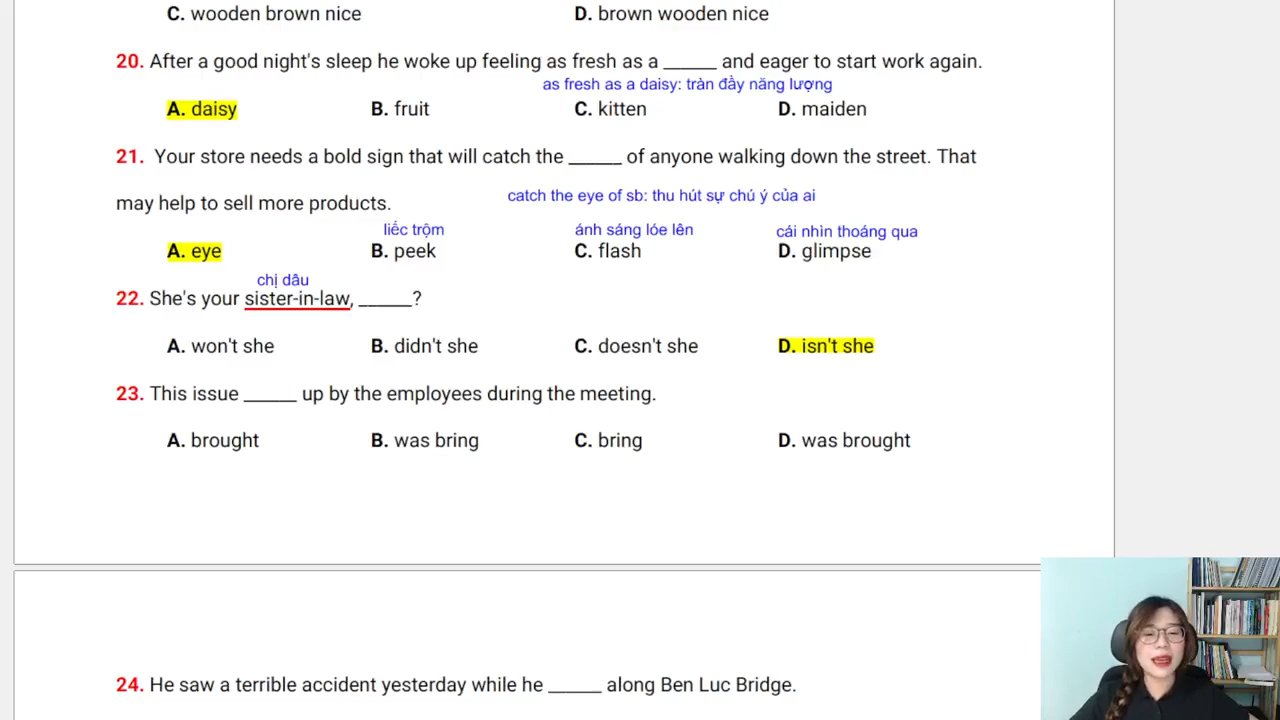 C. wooden brown nice D. brown wooden nice
20. After a good night's sleep he woke up feeling as fresh as a _____ and eager to start work again.
as fresh as a daisy: tràn đầy năng lượng
A. daisy B. fruit C. kitten D. maiden
21. Your store needs a bold sign that will catch the _____ of anyone walking down the street. That
may help to sell more products.
catch the eye of sb: thu hút sự chú ý của ai
liếc trộm ánh sáng lóe lên cái nhìn thoáng qua
A. eye B. peek C. flash D. glimpse
chị dâu
22. She's your sister-in-law, _____?
A. won't she B. didn't she C. doesn't she D. isn't she
23. This issue _____ up by the employees during the meeting.
A. brought B. was bring C. bring D. was brought
24. He saw a terrible accident yesterday while he _____ along Ben Luc Bridge.